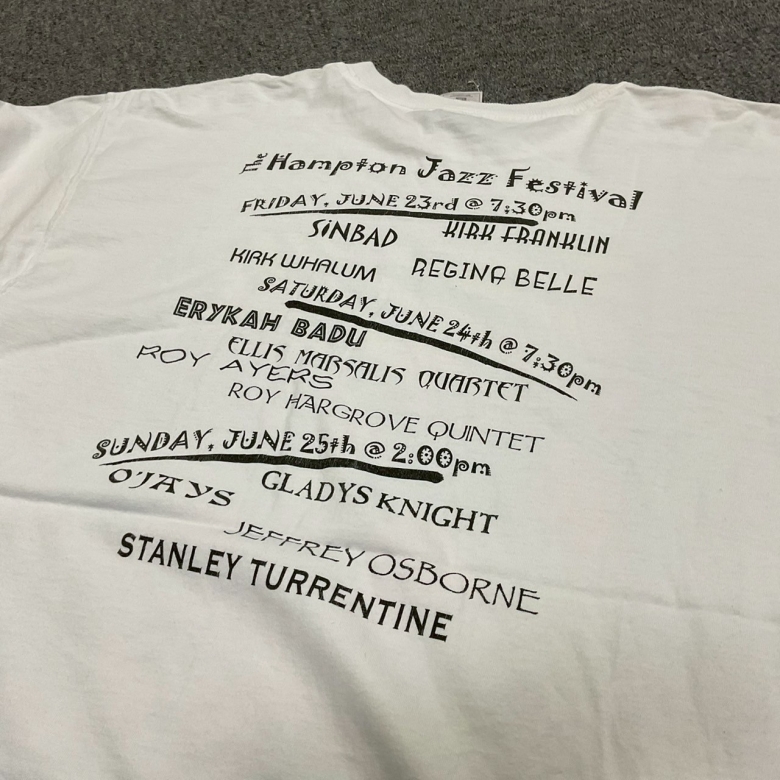 The Hampton Jazz Festival
FRIDAY, JUNE 23rd @ 7:30pm
SINBAD KIRK FRANKLIN
KIRK WHALUM REGINA BELLE
SATURDAY, JUNE 24th @ 7:30pm
ERYKAH BADU
ELLIS MARSALIS QUARTET
ROY AYERS
ROY HARGROVE QUINTET
SUNDAY, JUNE 25th @ 2:00pm
O'JAYS GLADYS KNIGHT
JEFFREY OSBORNE
STANLEY TURRENTINE